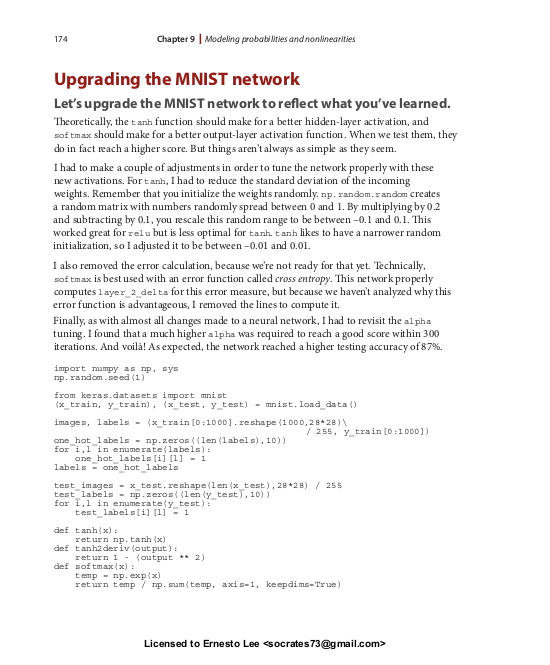 174
Chapter 9 | Modeling probabilities and nonlinearities
Upgrading the MNIST network
Let's upgrade the MNIST network to reflect what you've learned.
Theoretically, the tanh function should make for a better hidden-layer activation, and
softmax should make for a better output-layer activation function. When we test them, they
do in fact reach a higher score. But things aren't always as simple as they seem.
I had to make a couple of adjustments in order to tune the network properly with these
new activations. For tanh, I had to reduce the standard deviation of the incoming
weights. Remember that you initialize the weights randomly. np.random.random creates
a random matrix with numbers randomly spread between 0 and 1. By multiplying by 0.2
and subtracting by 0.1, you rescale this random range to be between –0.1 and 0.1. This
worked great for relu but is less optimal for tanh. tanh likes to have a narrower random
initialization, so I adjusted it to be between –0.01 and 0.01.
I also removed the error calculation, because we're not ready for that yet. Technically,
softmax is best used with an error function called cross entropy. This network properly
computes layer_2_delta for this error measure, but because we haven't analyzed why this
error function is advantageous, I removed the lines to compute it.
Finally, as with almost all changes made to a neural network, I had to revisit the alpha
tuning. I found that a much higher alpha was required to reach a good score within 300
iterations. And voilà! As expected, the network reached a higher testing accuracy of 87%.
import numpy as np, sys
np.random.seed(1)
from keras.datasets import mnist
(x_train, y_train), (x_test, y_test) = mnist.load_data()
images, labels = (x_train[0:1000].reshape(1000,28*28)\
/ 255, y_train[0:1000])
one_hot_labels = np.zeros((len(labels),10))
for i,l in enumerate(labels):
    one_hot_labels[i][l] = 1
labels = one_hot_labels
test_images = x_test.reshape(len(x_test),28*28) / 255
test_labels = np.zeros((len(y_test),10))
for i,l in enumerate(y_test):
    test_labels[i][l] = 1
def tanh(x):
    return np.tanh(x)
def tanh2deriv(output):
    return 1 - (output ** 2)
def softmax(x):
    temp = np.exp(x)
    return temp / np.sum(temp, axis=1, keepdims=True)
Licensed to Ernesto Lee <socrates73@gmail.com>